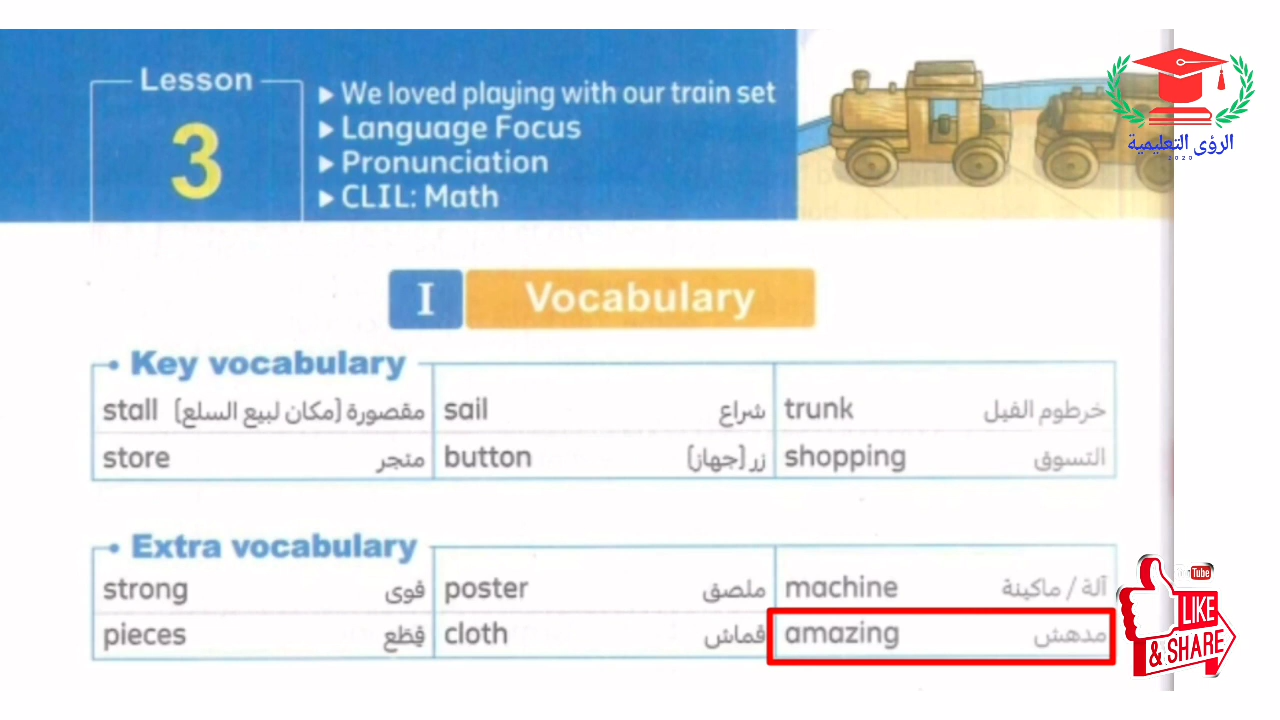 Lesson
3
▶ We loved playing with our train set
▶ Language Focus
▶ Pronunciation
▶ CLIL: Math
الرؤى التعليمية
2020
I Vocabulary
Key vocabulary
stall مقصورة (مكان لبيع السلع) sail شراع trunk خرطوم الفيل
store متجر button زر (جهاز) shopping التسوق
Extra vocabulary
strong قوى poster ملصق machine آلة / ماكينة
pieces قِطَع cloth قماش amazing مدهش
YouTube
LIKE
& SHARE